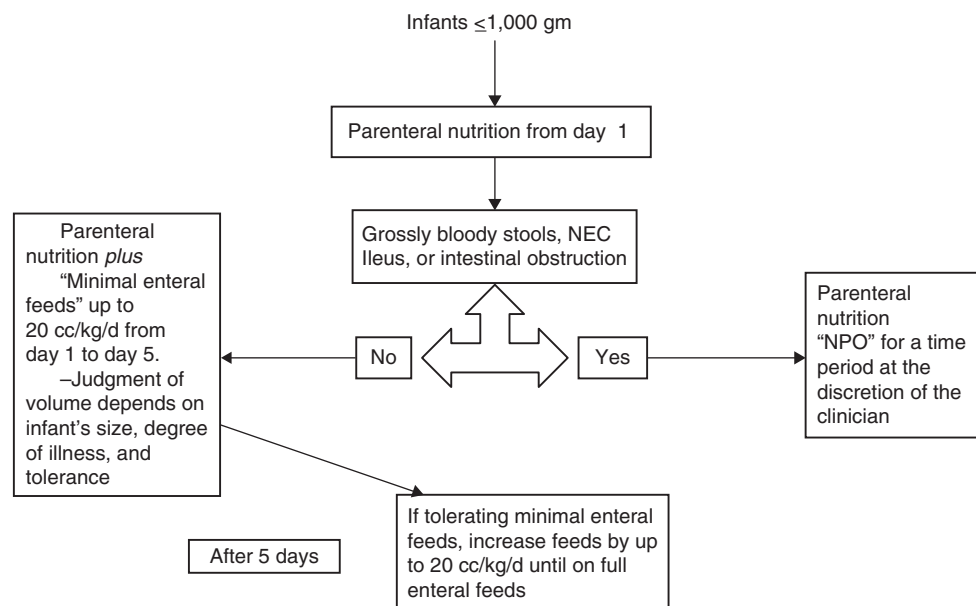 Infants ≤1,000 gm
Parenteral nutrition from day 1
Grossly bloody stools, NEC
Ileus, or intestinal obstruction
No
Yes
Parenteral
nutrition plus
“Minimal enteral
feeds” up to
20 cc/kg/d from
day 1 to day 5.
–Judgment of
volume depends on
infant’s size, degree
of illness, and
tolerance
Parenteral
nutrition
“NPO” for a time
period at the
discretion of the
clinician
After 5 days
If tolerating minimal enteral
feeds, increase feeds by up
to 20 cc/kg/d until on full
enteral feeds